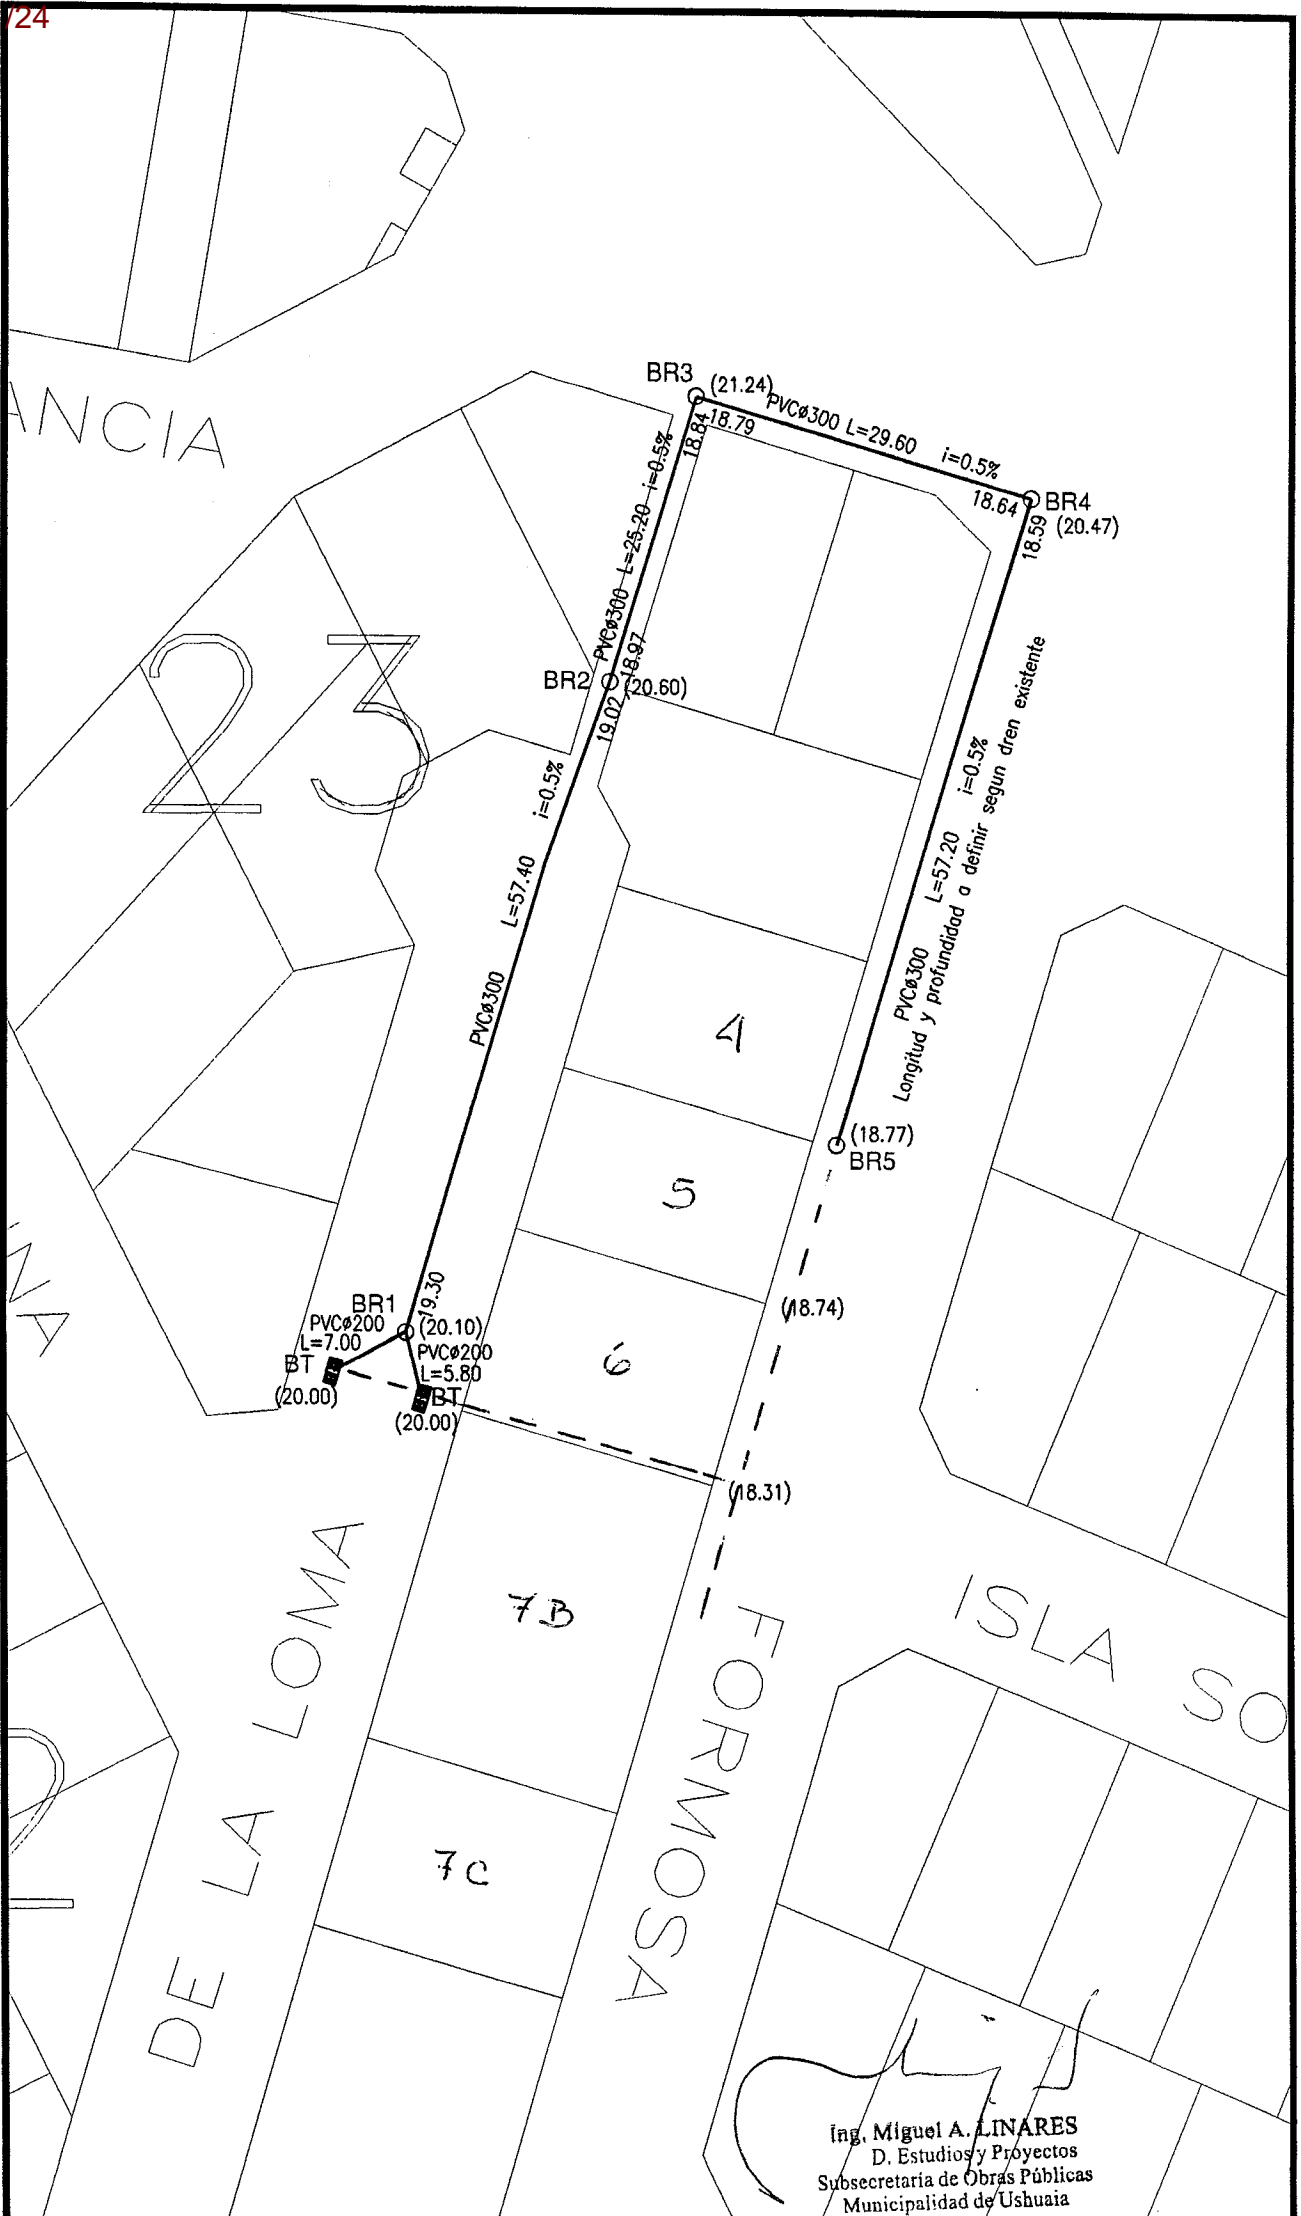 /24
ANCIA
BR3
(21.24)
PVCø300 L=29.60 i=0.5%
18.79
18.84
PVCø300 L=25.20 i=0.5%
18.64
BR4
(20.47)
18.59
23
18.97
BR2
(20.60)
19.02
PVCø300 L=57.40 i=0.5%
PVCø300 L=57.20 i=0.5%
Longitud y profundidad a definir segun dren existente
4
(18.77)
BR5
5
19.30
BR1
(20.10)
PVCø200
L=7.00
BT
(20.00)
PVCø200
L=5.80
BT
(20.00)
(18.74)
6
(18.31)
7B
7C
DE LA LOMA
FORMOSA
ISLA SO
Ing. Miguel A. LINARES
D. Estudios y Proyectos
Subsecretaria de Obras Públicas
Municipalidad de Ushuaia